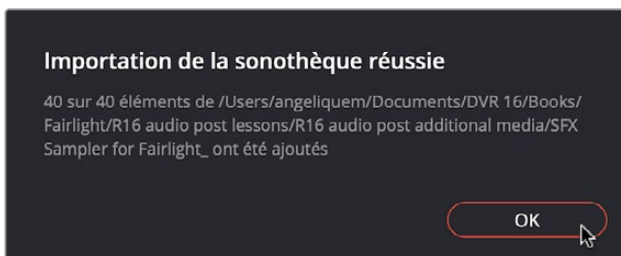 Importation de la sonothèque réussie
40 sur 40 éléments de /Users/angeliquem/Documents/DVR 16/Books/
Fairlight/R16 audio post lessons/R16 audio post additional media/SFX
Sampler for Fairlight_ ont été ajoutés
OK